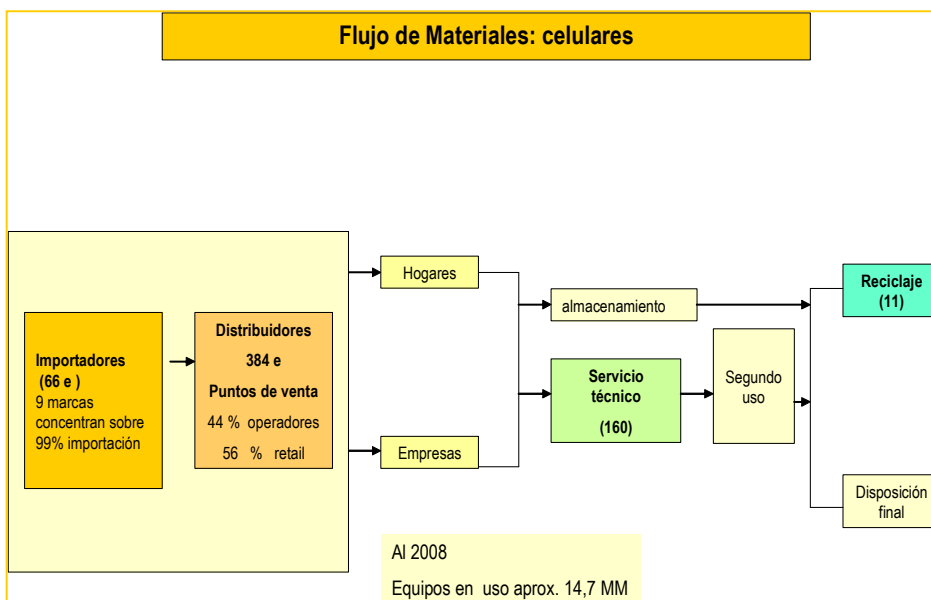 Flujo de Materiales: celulares
Importadores
(66 e )
9 marcas
concentran sobre
99% importación
Distribuidores
384 e
Puntos de venta
44 % operadores
56 % retail
Hogares
Empresas
almacenamiento
Servicio
técnico
(160)
Segundo
uso
Reciclaje
(11)
Disposición
final
Al 2008
Equipos en uso aprox. 14,7 MM